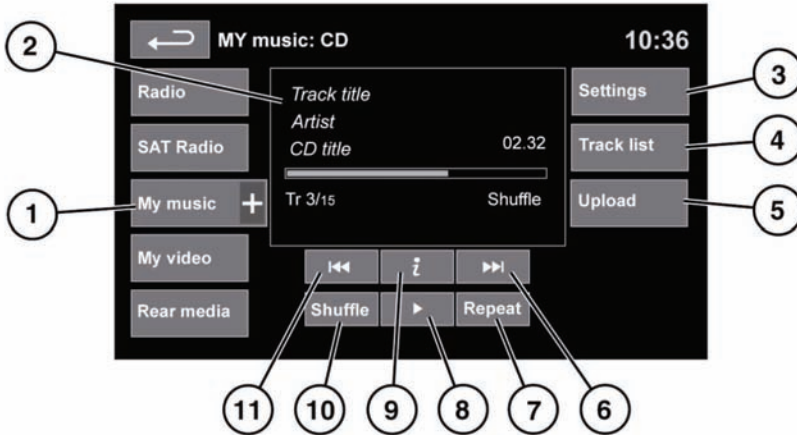 MY music: CD
10:36
2
Radio
Track title
Settings
3
Artist
SAT Radio
CD title
02.32
Track list
4
1
My music
+
Tr 3/15
Shuffle
Upload
5
My video
i
Rear media
Shuffle
Repeat
11
10
9
8
7
6